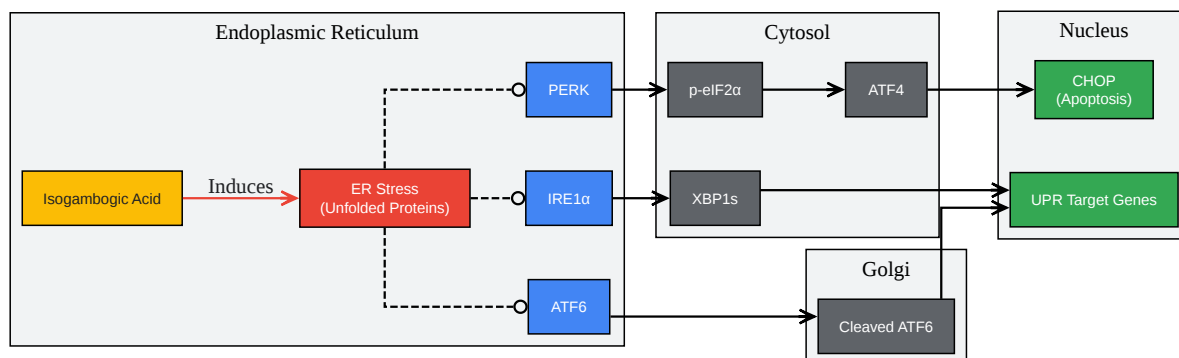 Endoplasmic Reticulum
Cytosol
Nucleus
PERK
p-eIF2α
ATF4
CHOP
(Apoptosis)
Isogambogic Acid
Induces
ER Stress
(Unfolded Proteins)
IRE1α
XBP1s
UPR Target Genes
Golgi
ATF6
Cleaved ATF6